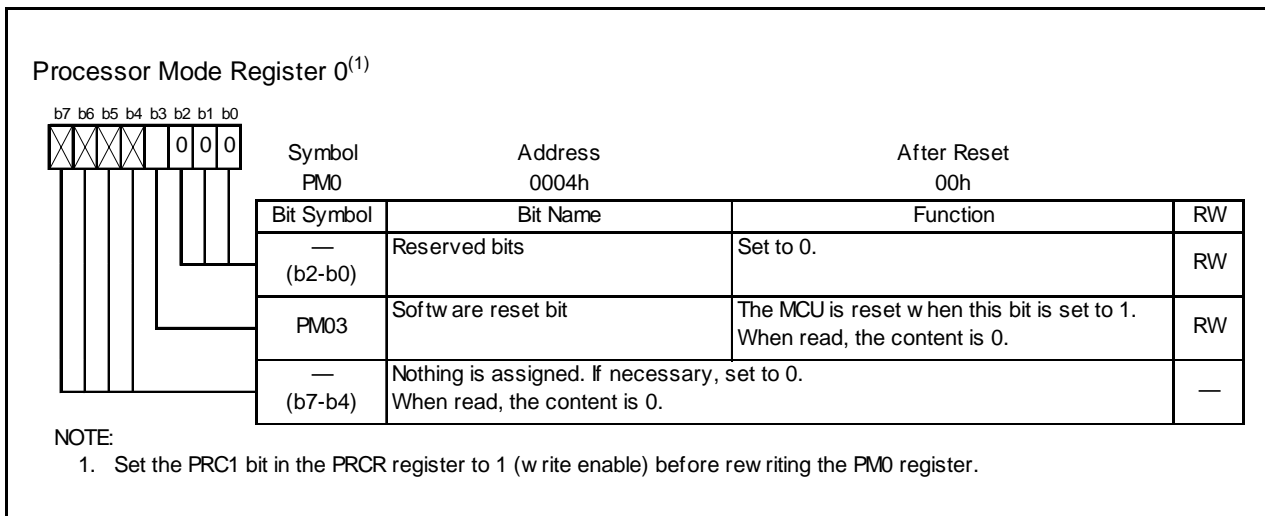 Processor Mode Register 0(1)
b7 b6 b5 b4 b3 b2 b1 b0
0 0 0
Symbol Address After Reset
PM0 0004h 00h
Bit Symbol Bit Name Function RW
— (b2-b0) Reserved bits Set to 0. RW
PM03 Software reset bit The MCU is reset when this bit is set to 1. RW
When read, the content is 0.
— (b7-b4) Nothing is assigned. If necessary, set to 0. —
When read, the content is 0.
NOTE:
1. Set the PRC1 bit in the PRCR register to 1 (write enable) before rewriting the PM0 register.